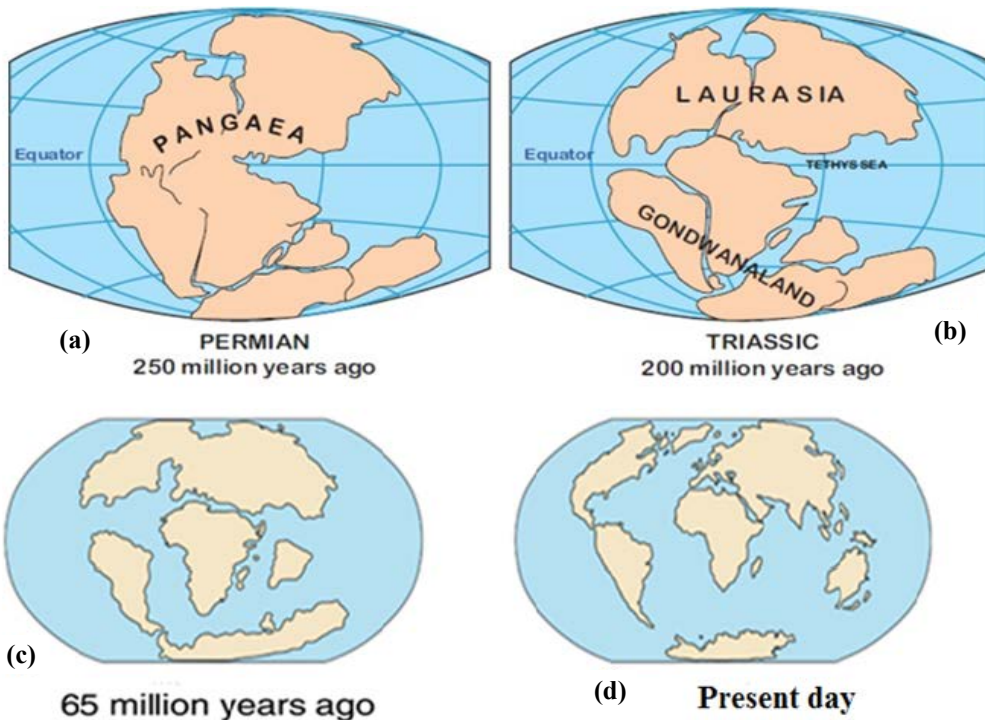 PANGAEA
Equator
(a)
PERMIAN
250 million years ago
LAURASIA
Equator
TETHYS SEA
GONDWANALAND
(b)
TRIASSIC
200 million years ago
(c)
65 million years ago
(d)
Present day